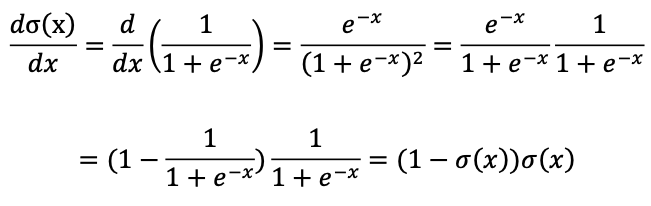 dσ(x)/dx = d/dx (1/(1 + e^−x)) = e^−x/(1 + e^−x)² = e^−x/(1 + e^−x) 1/(1 + e^−x)
= (1 − 1/(1 + e^−x)) 1/(1 + e^−x) = (1 − σ(x))σ(x)